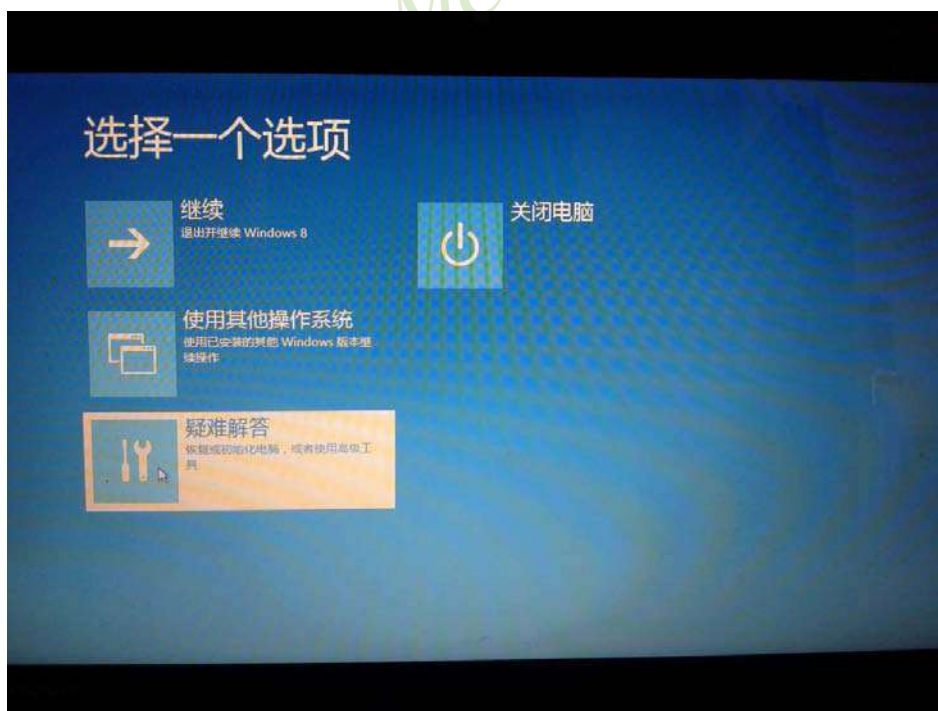 选择一个选项
继续
退出并继续 Windows 8
关闭电脑
使用其他操作系统
使用已安装的其他 Windows 版本继
续操作
疑难解答
恢复或初始化电脑，或者使用高级工
具